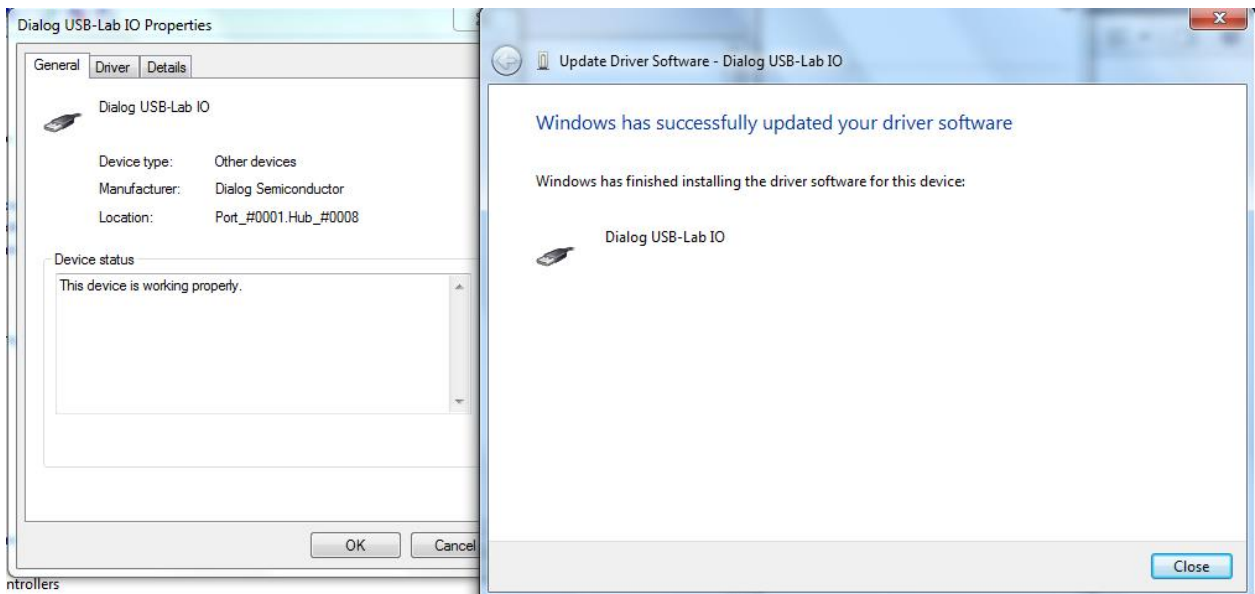 Dialog USB-Lab IO Properties
General Driver Details
Dialog USB-Lab IO
Device type: Other devices
Manufacturer: Dialog Semiconductor
Location: Port_#0001.Hub_#0008
Device status
This device is working properly.
OK Cancel
ntrollers
Update Driver Software - Dialog USB-Lab IO
Windows has successfully updated your driver software
Windows has finished installing the driver software for this device:
Dialog USB-Lab IO
Close